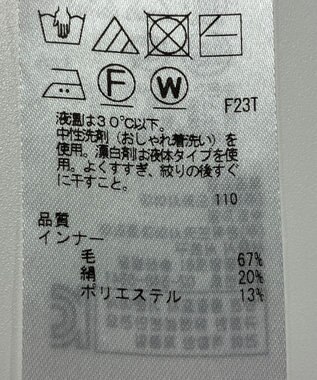 F W
F23T
液温は30℃以下。
中性洗剤（おしゃれ着洗い）を
使用。漂白剤は液体タイプを使
用。よくすすぎ、絞りの後すぐ
に干すこと。
110
品質
インナー
毛 67%
絹 20%
ポリエステル 13%